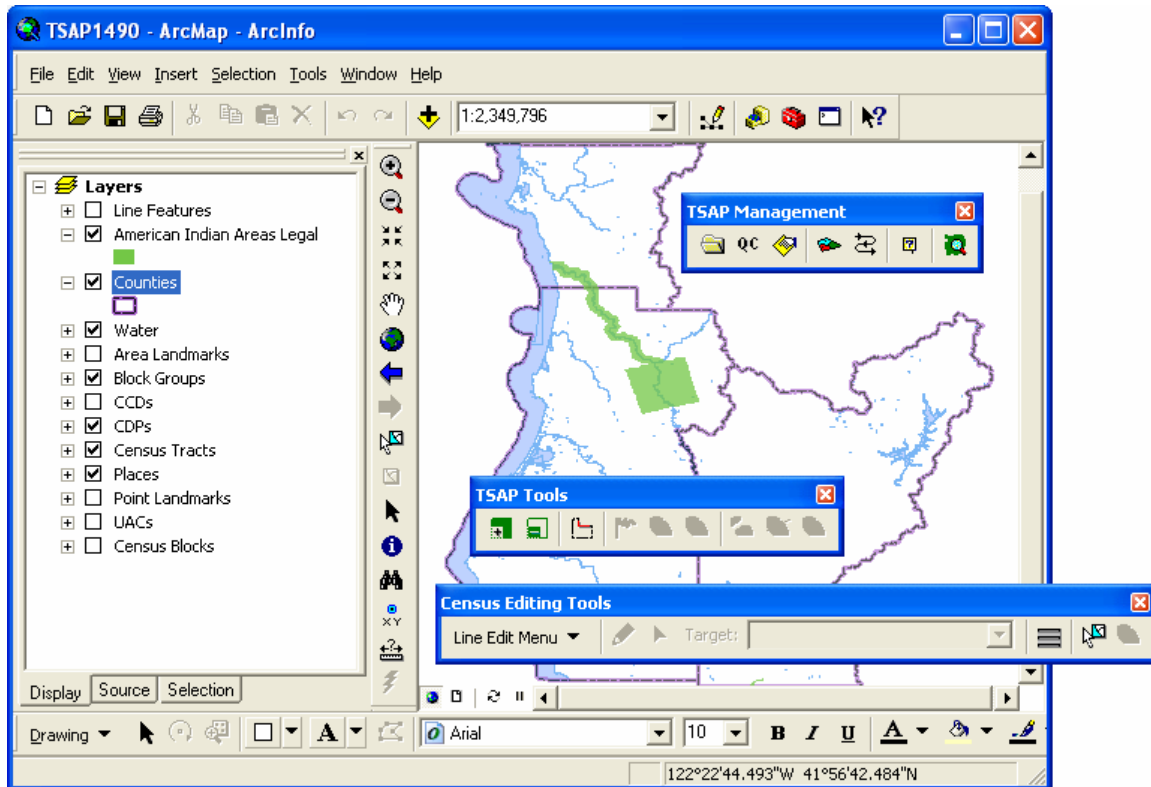 TSAP1490 - ArcMap - ArcInfo
File Edit View Insert Selection Tools Window Help
1:2,349,796
Layers
Line Features
American Indian Areas Legal
Counties
Water
Area Landmarks
Block Groups
CCDs
CDPs
Census Tracts
Places
Point Landmarks
UACs
Census Blocks
Display Source Selection
XY
TSAP Management
QC
TSAP Tools
Census Editing Tools
Line Edit Menu Target:
Drawing A Arial 10 B I U A
122°22'44.493"W 41°56'42.484"N